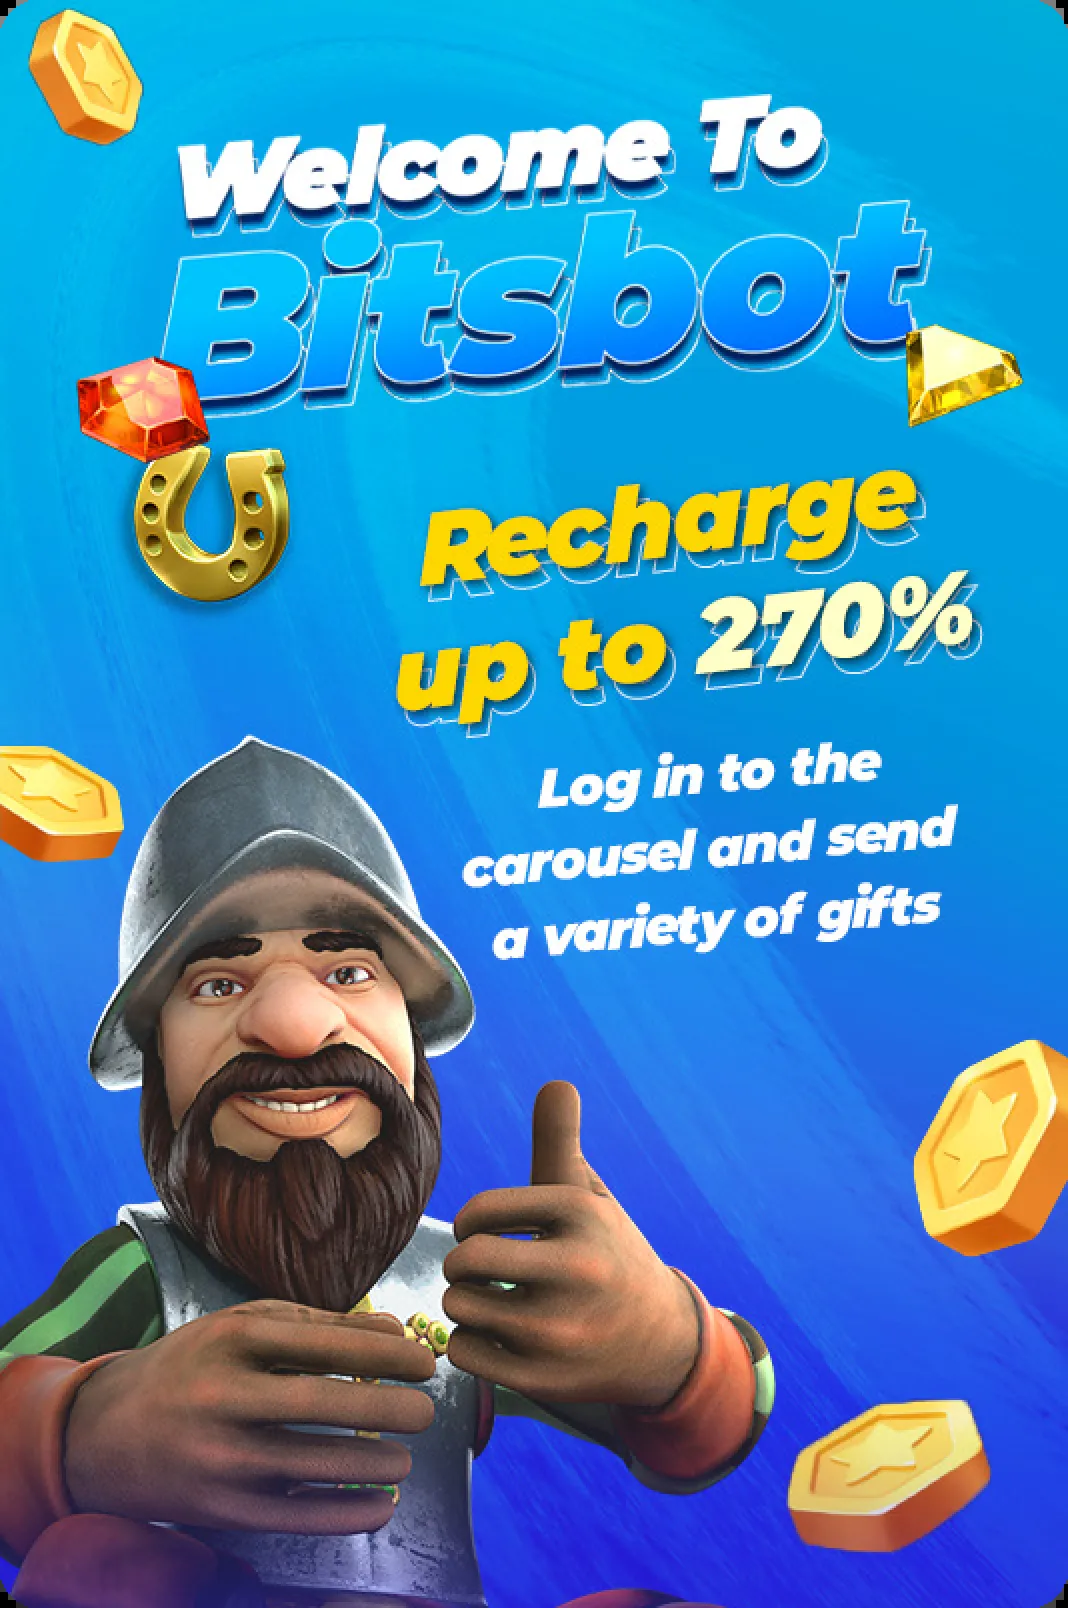 Welcome To
Bitsbot
Recharge
up to 270%
Log in to the
carousel and send
a variety of gifts